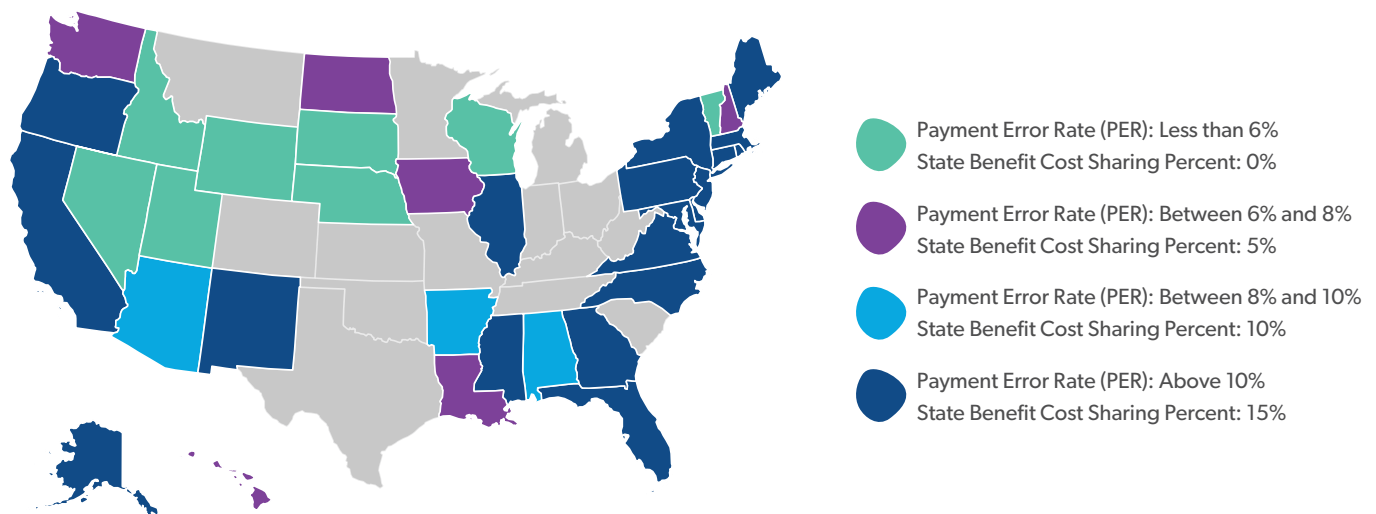 Payment Error Rate (PER): Less than 6%
State Benefit Cost Sharing Percent: 0%
Payment Error Rate (PER): Between 6% and 8%
State Benefit Cost Sharing Percent: 5%
Payment Error Rate (PER): Between 8% and 10%
State Benefit Cost Sharing Percent: 10%
Payment Error Rate (PER): Above 10%
State Benefit Cost Sharing Percent: 15%